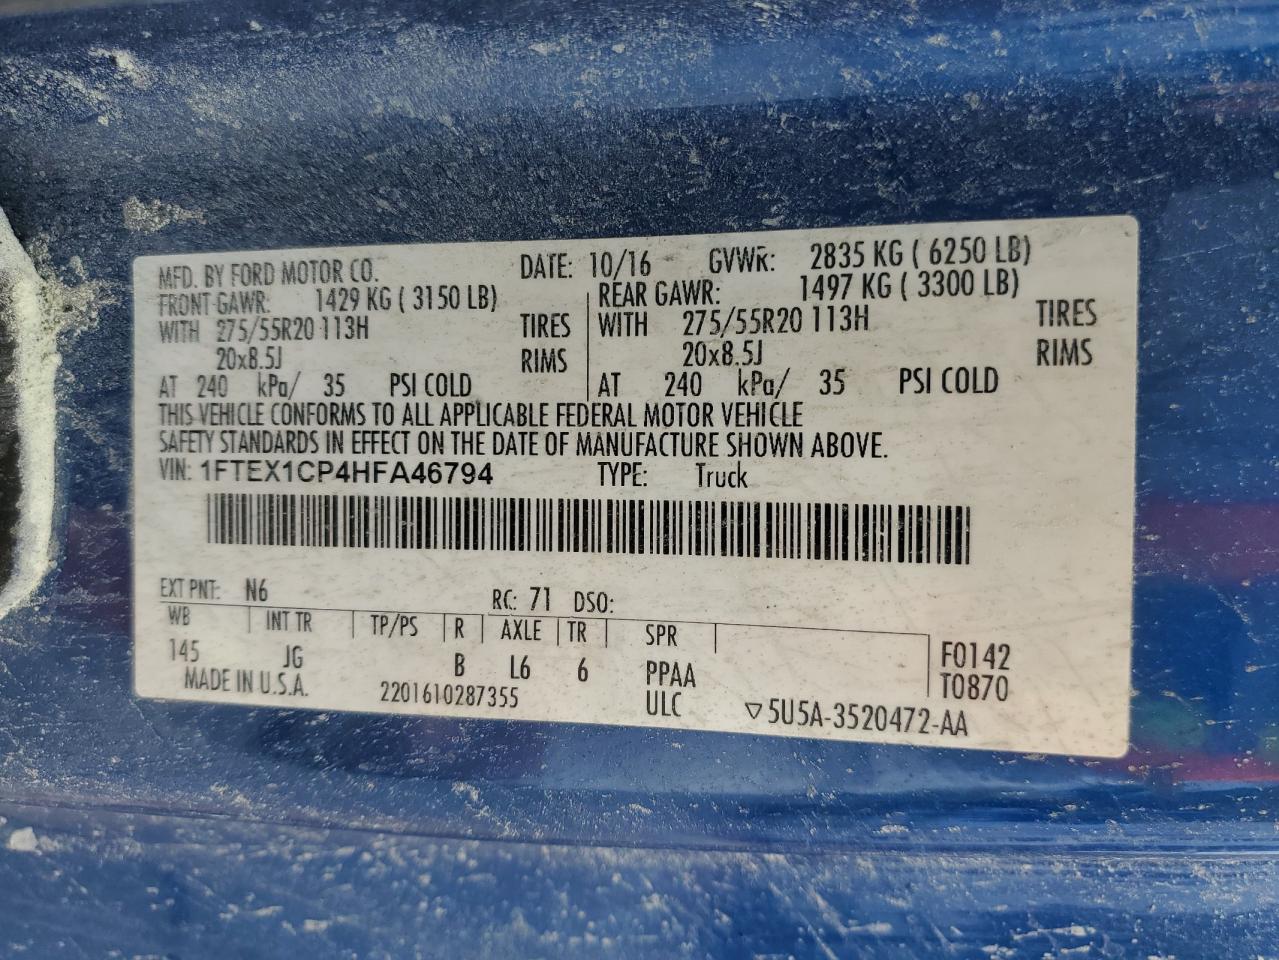 MFD. BY FORD MOTOR CO. DATE: 10/16 GVWR: 2835 KG ( 6250 LB)
FRONT GAWR: 1429 KG ( 3150 LB) REAR GAWR: 1497 KG ( 3300 LB)
WITH 275/55R20 113H TIRES WITH 275/55R20 113H TIRES
20x8.5J RIMS 20x8.5J RIMS
AT 240 kPa/ 35 PSI COLD AT 240 kPa/ 35 PSI COLD
THIS VEHICLE CONFORMS TO ALL APPLICABLE FEDERAL MOTOR VEHICLE
SAFETY STANDARDS IN EFFECT ON THE DATE OF MANUFACTURE SHOWN ABOVE.
VIN: 1FTEX1CP4HFA46794 TYPE: Truck
EXT PNT: N6 RC: 71 DSO:
WB INT TR TP/PS R AXLE TR SPR
145 JG B L6 6 PPAA F0142
MADE IN U.S.A. 2201610287355 ULC T0870
▽5U5A-3520472-AA